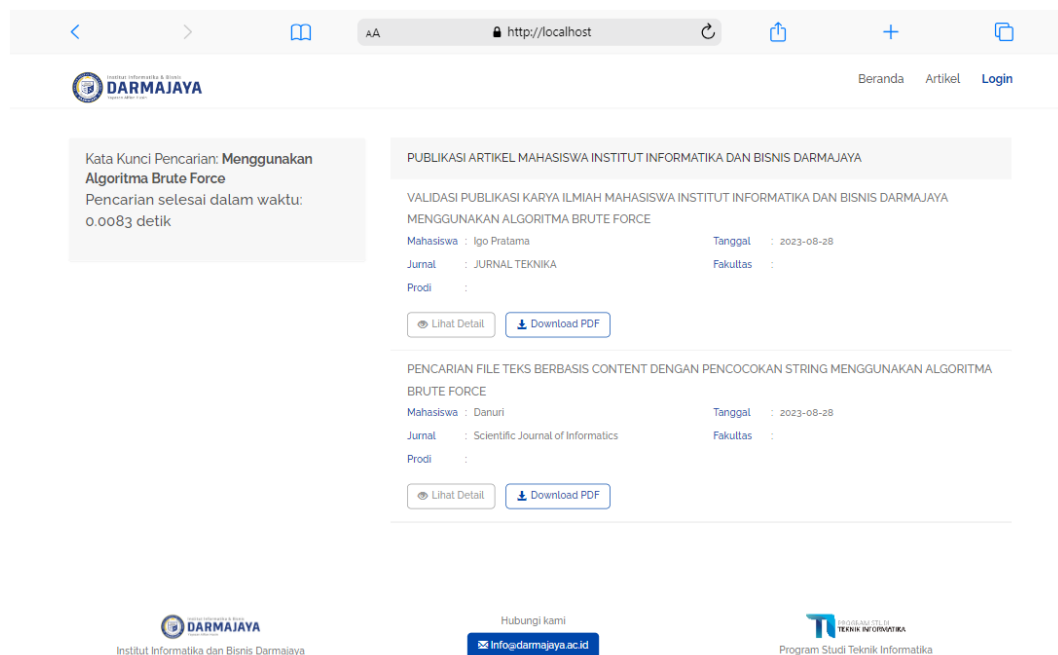 AA http://localhost
Institut Informatika & Bisnis
DARMAJAYA
Beranda Artikel Login
Kata Kunci Pencarian: Menggunakan
Algoritma Brute Force
Pencarian selesai dalam waktu:
0.0083 detik
PUBLIKASI ARTIKEL MAHASISWA INSTITUT INFORMATIKA DAN BISNIS DARMAJAYA
VALIDASI PUBLIKASI KARYA ILMIAH MAHASISWA INSTITUT INFORMATIKA DAN BISNIS DARMAJAYA
MENGGUNAKAN ALGORITMA BRUTE FORCE
Mahasiswa : Igo Pratama Tanggal : 2023-08-28
Jurnal : JURNAL TEKNIKA Fakultas :
Prodi :
Lihat Detail Download PDF
PENCARIAN FILE TEKS BERBASIS CONTENT DENGAN PENCOCOKAN STRING MENGGUNAKAN ALGORITMA
BRUTE FORCE
Mahasiswa : Danuri Tanggal : 2023-08-28
Jurnal : Scientific Journal of Informatics Fakultas :
Prodi :
Lihat Detail Download PDF
DARMAJAYA
Institut Informatika dan Bisnis Darmajaya
Hubungi kami
Info@darmajaya.ac.id
PROGRAM STUDI
TEKNIK INFORMATIKA
Program Studi Teknik Informatika